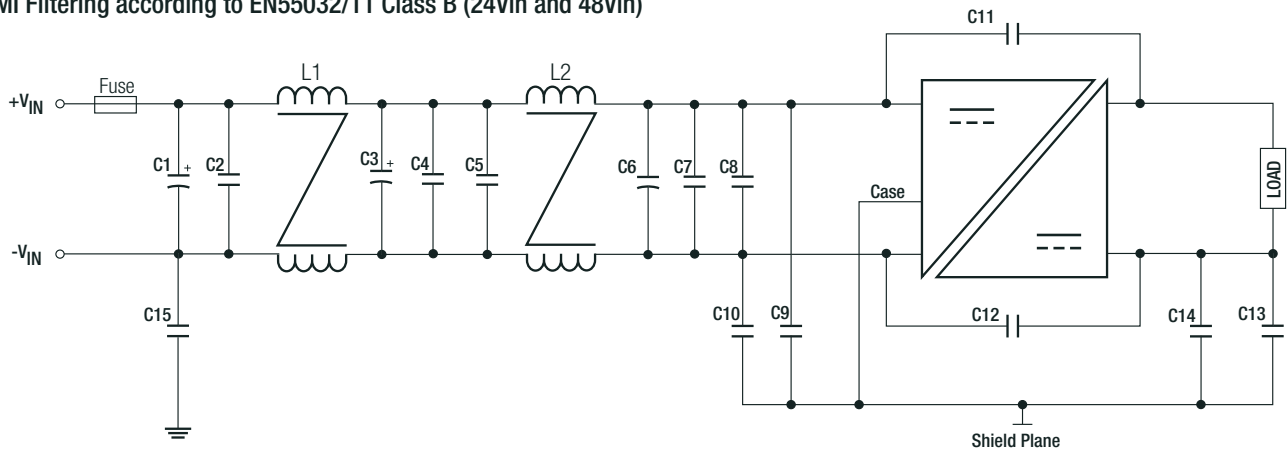 MI Filtering according to EN55032/11 Class B (24Vin and 48Vin)
C11
L1
L2
Fuse
+VIN
C1 +
C2
C3 +
C4
C5
C6
C7
C8
Case
LOAD
-VIN
C15
C10
C9
C12
C14
C13
Shield Plane